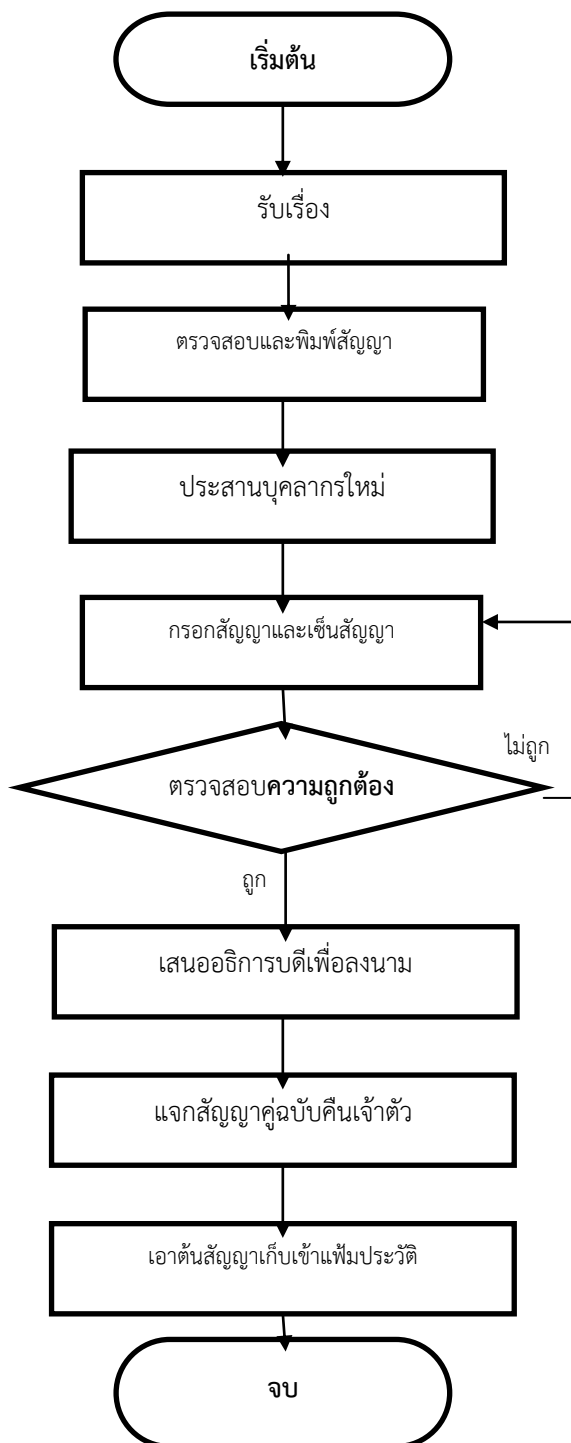 เริ่มต้น
รับเรื่อง
ตรวจสอบและพิมพ์สัญญา
ประสานบุคลากรใหม่
กรอกสัญญาและเซ็นสัญญา
ไม่ถูก
ตรวจสอบความถูกต้อง
ถูก
เสนออธิการบดีเพื่อลงนาม
แจกสัญญาคู่ฉบับคืนเจ้าตัว
เอาต้นสัญญาเก็บเข้าแฟ้มประวัติ
จบ